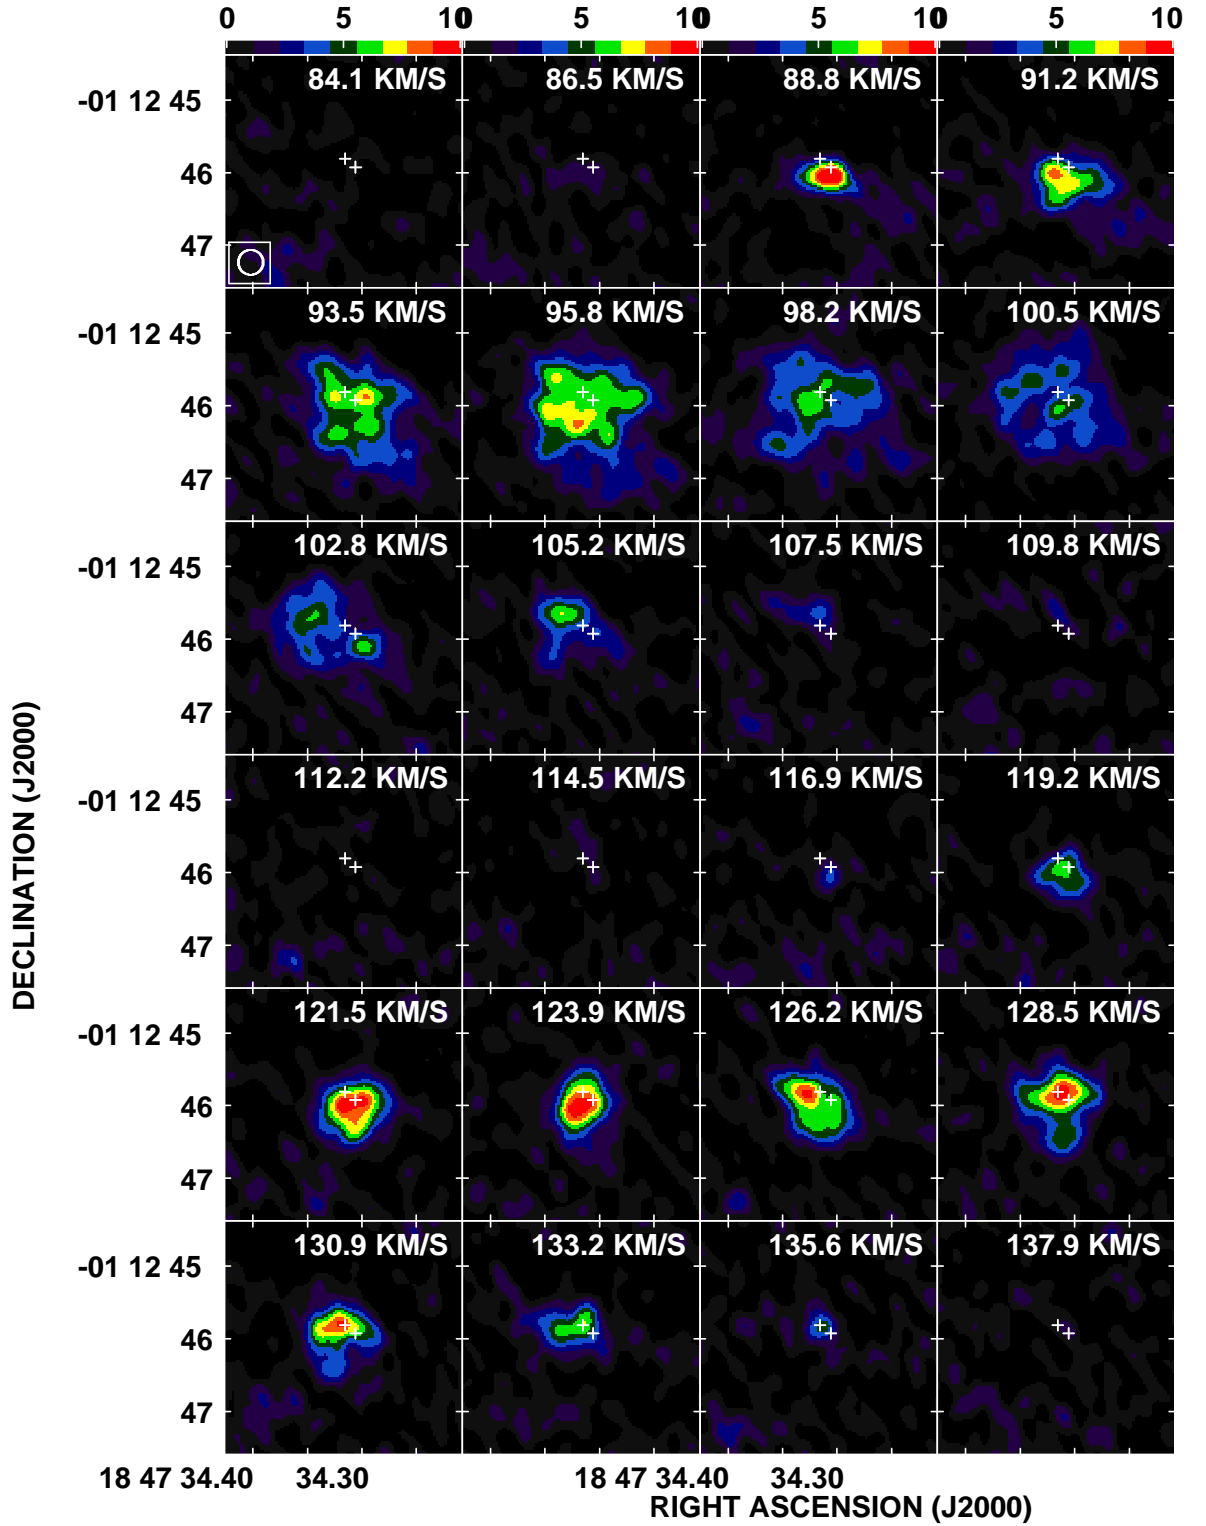 0 5 10 0 5 10 0 5 10 0 5 10
84.1 KM/S 86.5 KM/S 88.8 KM/S 91.2 KM/S
-01 12 45
46
47
93.5 KM/S 95.8 KM/S 98.2 KM/S 100.5 KM/S
-01 12 45
46
47
102.8 KM/S 105.2 KM/S 107.5 KM/S 109.8 KM/S
-01 12 45
46
47
DECLINATION (J2000)
112.2 KM/S 114.5 KM/S 116.9 KM/S 119.2 KM/S
-01 12 45
46
47
121.5 KM/S 123.9 KM/S 126.2 KM/S 128.5 KM/S
-01 12 45
46
47
130.9 KM/S 133.2 KM/S 135.6 KM/S 137.9 KM/S
-01 12 45
46
47
18 47 34.40 34.30 18 47 34.40 34.30
RIGHT ASCENSION (J2000)